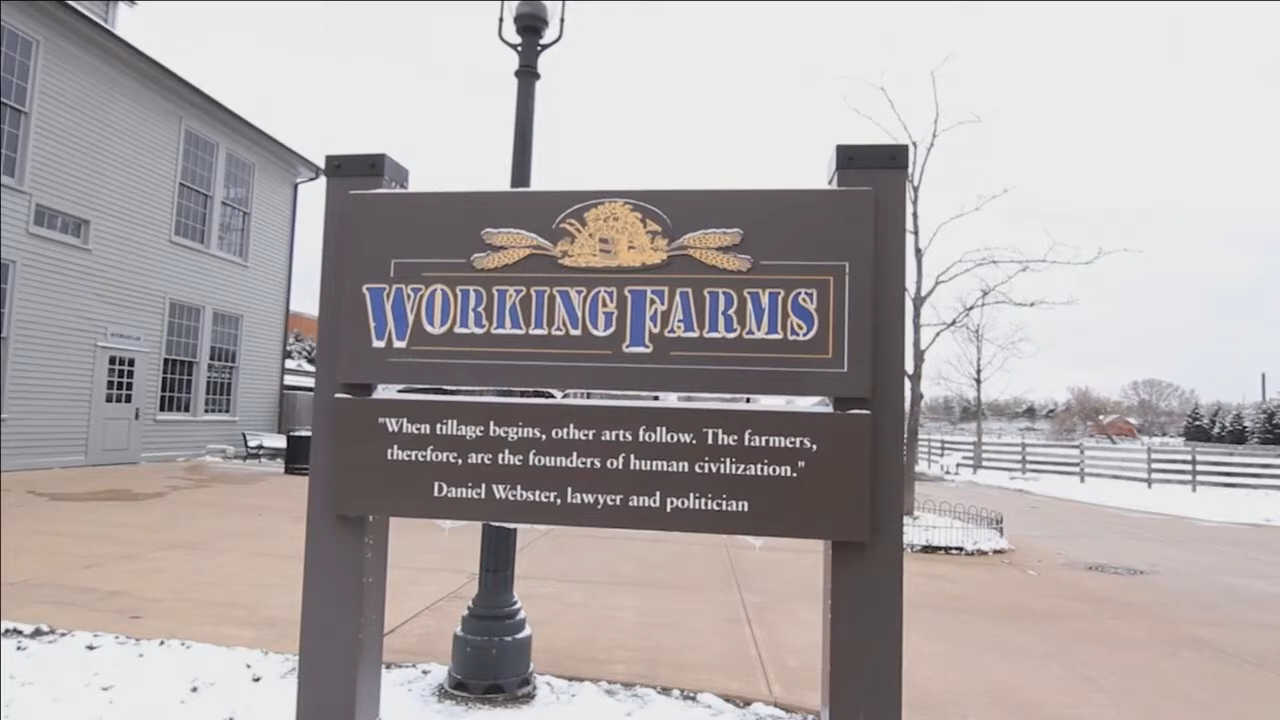 WORKING FARMS
"When tillage begins, other arts follow. The farmers,
therefore, are the founders of human civilization."
Daniel Webster, lawyer and politician